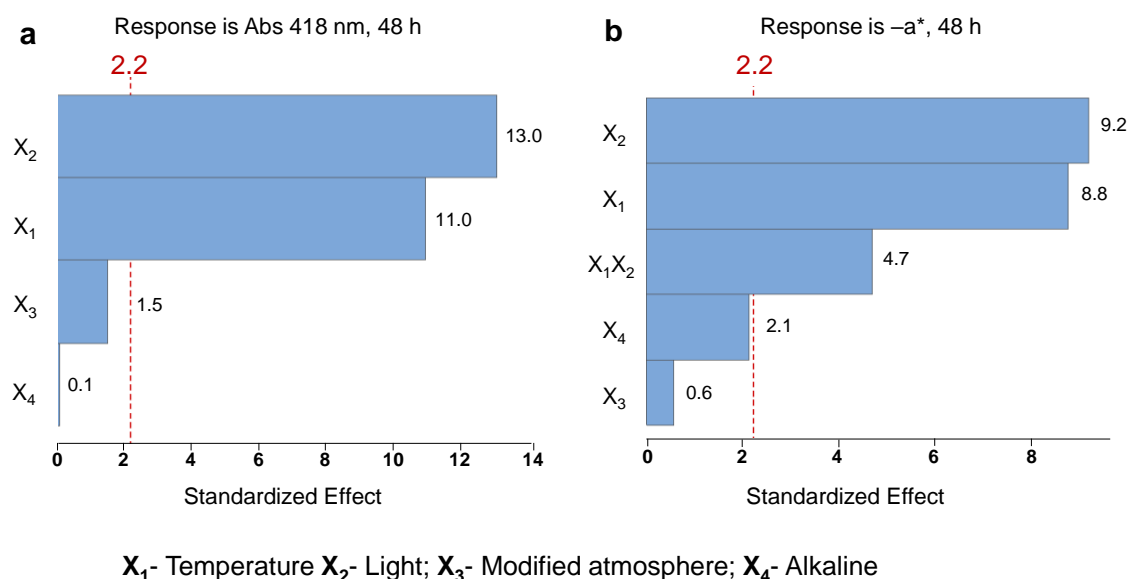 a
Response is Abs 418 nm, 48 h
2.2
X₂
13.0
X₁
11.0
X₃
1.5
X₄
0.1
0 2 4 6 8 10 12 14
Standardized Effect
b
Response is –a*, 48 h
2.2
X₂
9.2
X₁
8.8
X₁X₂
4.7
X₄
2.1
X₃
0.6
0 2 4 6 8
Standardized Effect
X₁- Temperature X₂- Light; X₃- Modified atmosphere; X₄- Alkaline